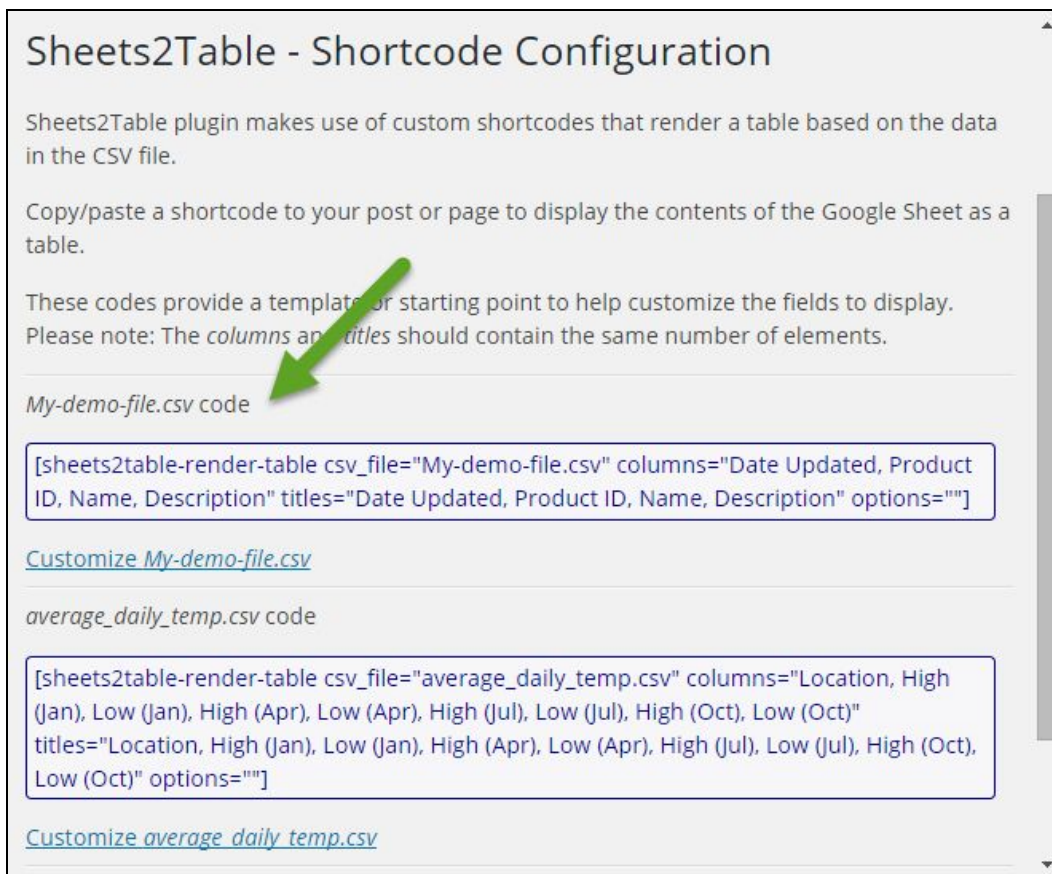 Sheets2Table - Shortcode Configuration
Sheets2Table plugin makes use of custom shortcodes that render a table based on the data
in the CSV file.
Copy/paste a shortcode to your post or page to display the contents of the Google Sheet as a
table.
These codes provide a template or starting point to help customize the fields to display.
Please note: The columns and titles should contain the same number of elements.
My-demo-file.csv code
[sheets2table-render-table csv_file="My-demo-file.csv" columns="Date Updated, Product
ID, Name, Description" titles="Date Updated, Product ID, Name, Description" options=""]
Customize My-demo-file.csv
average_daily_temp.csv code
[sheets2table-render-table csv_file="average_daily_temp.csv" columns="Location, High
(Jan), Low (Jan), High (Apr), Low (Apr), High (Jul), Low (Jul), High (Oct), Low (Oct)"
titles="Location, High (Jan), Low (Jan), High (Apr), Low (Apr), High (Jul), Low (Jul), High (Oct),
Low (Oct)" options=""]
Customize average_daily_temp.csv